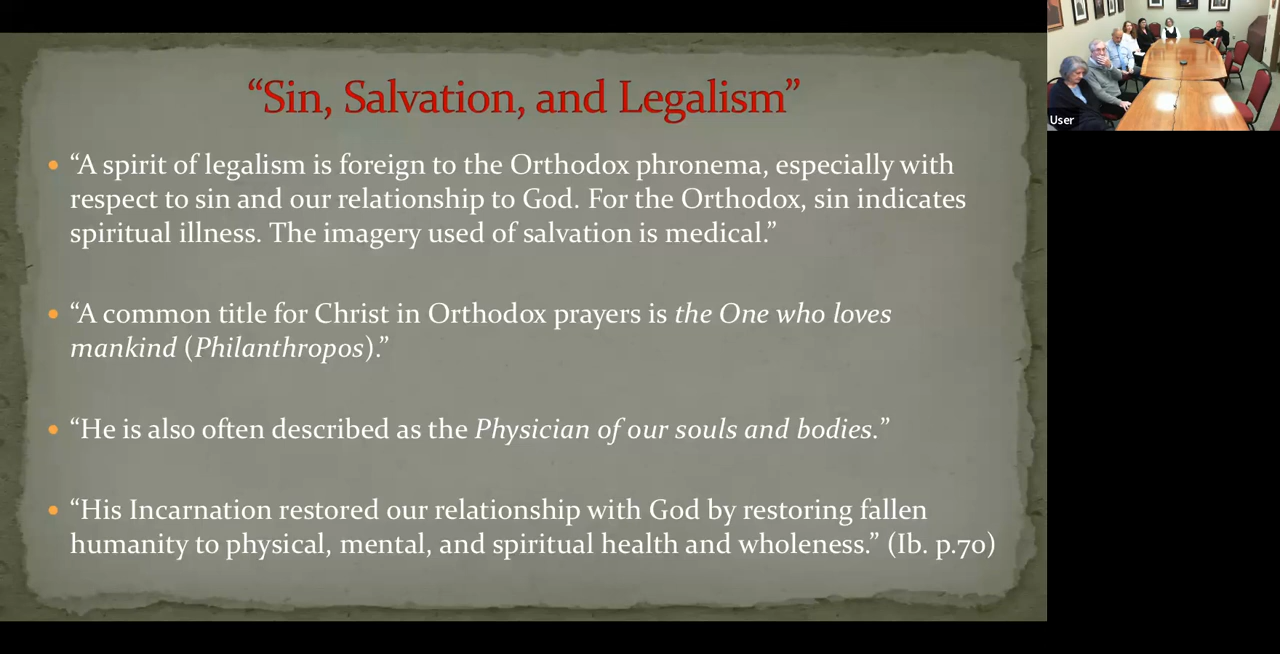 “Sin, Salvation, and Legalism”
“A spirit of legalism is foreign to the Orthodox phronema, especially with
respect to sin and our relationship to God. For the Orthodox, sin indicates
spiritual illness. The imagery used of salvation is medical.”
“A common title for Christ in Orthodox prayers is the One who loves
mankind (Philanthropos).”
“He is also often described as the Physician of our souls and bodies.”
“His Incarnation restored our relationship with God by restoring fallen
humanity to physical, mental, and spiritual health and wholeness.” (Ib. p.70)
User